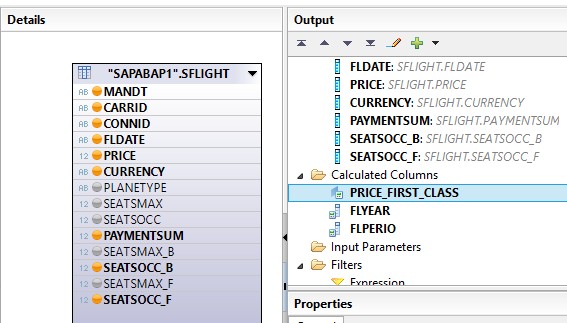 Details
"SAPABAP1".SFLIGHT
AB MANDT
AB CARRID
AB CONNID
AB FLDATE
12 PRICE
AB CURRENCY
AB PLANETYPE
12 SEATSMAX
12 SEATSOCC
12 PAYMENTSUM
12 SEATSMAX_B
12 SEATSOCC_B
12 SEATSMAX_F
12 SEATSOCC_F
Output
FLDATE: SFLIGHT.FLDATE
PRICE: SFLIGHT.PRICE
CURRENCY: SFLIGHT.CURRENCY
PAYMENTSUM: SFLIGHT.PAYMENTSUM
SEATSOCC_B: SFLIGHT.SEATSOCC_B
SEATSOCC_F: SFLIGHT.SEATSOCC_F
Calculated Columns
PRICE_FIRST_CLASS
FLYEAR
FLPERIO
Input Parameters
Filters
Expression
Properties